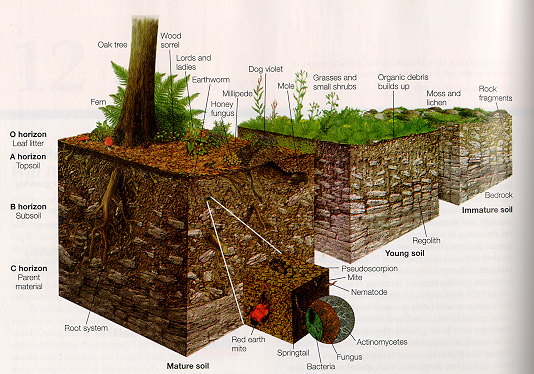 Oak tree
Wood
sorrel
Lords and
ladies
Earthworm
Millipede
Honey
fungus
Dog violet
Mole
Grasses and
small shrubs
Organic debris
builds up
Moss and
lichen
Rock
fragments
Fern
O horizon
Leaf litter
A horizon
Topsoil
B horizon
Subsoil
C horizon
Parent
material
Root system
Mature soil
Red earth
mite
Springtail
Bacteria
Fungus
Actinomycetes
Nematode
Mite
Pseudoscorpion
Young soil
Regolith
Bedrock
Immature soil